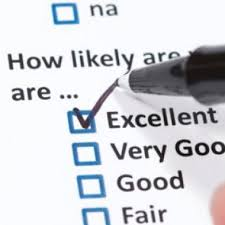 na
How likely are
are ...
Excellent
Very Goo
Good
Fair